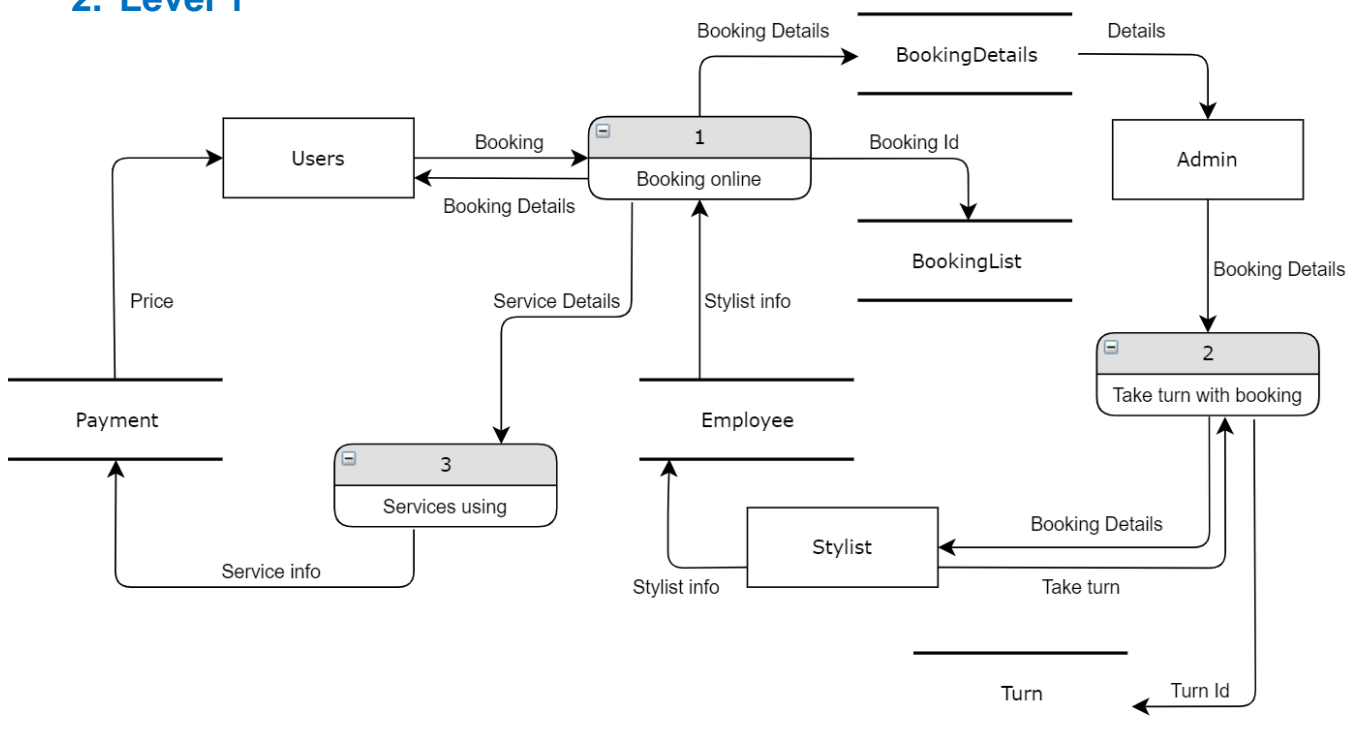 2. Level 1
Booking Details
BookingDetails
Details
Users
Booking
1
Booking online
Booking Id
Admin
Booking Details
BookingList
Booking Details
Price
Service Details
Stylist info
2
Take turn with booking
Payment
Employee
3
Services using
Stylist
Booking Details
Service info
Stylist info
Take turn
Turn
Turn Id